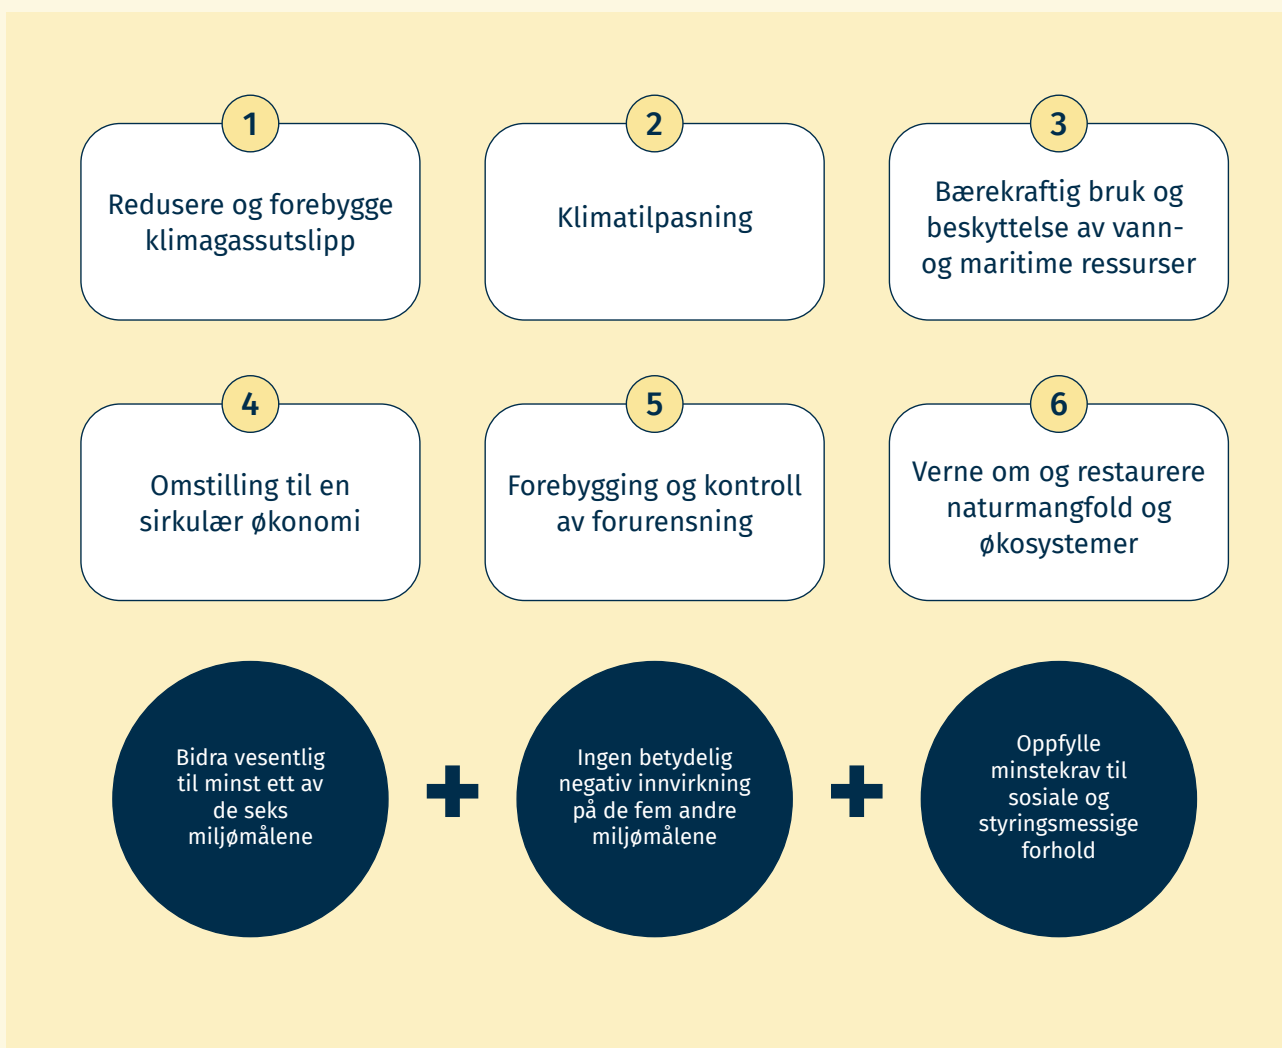 1
Redusere og forebygge
klimagassutslipp
2
Klimatilpasning
3
Bærekraftig bruk og
beskyttelse av vann-
og maritime ressurser
4
Omstilling til en
sirkulær økonomi
5
Forebygging og kontroll
av forurensning
6
Verne om og restaurere
naturmangfold og
økosystemer
Bidra vesentlig
til minst ett av
de seks
miljømålene
+
Ingen betydelig
negativ innvirkning
på de fem andre
miljømålene
+
Oppfylle
minstekrav til
sosiale og
styringsmessige
forhold